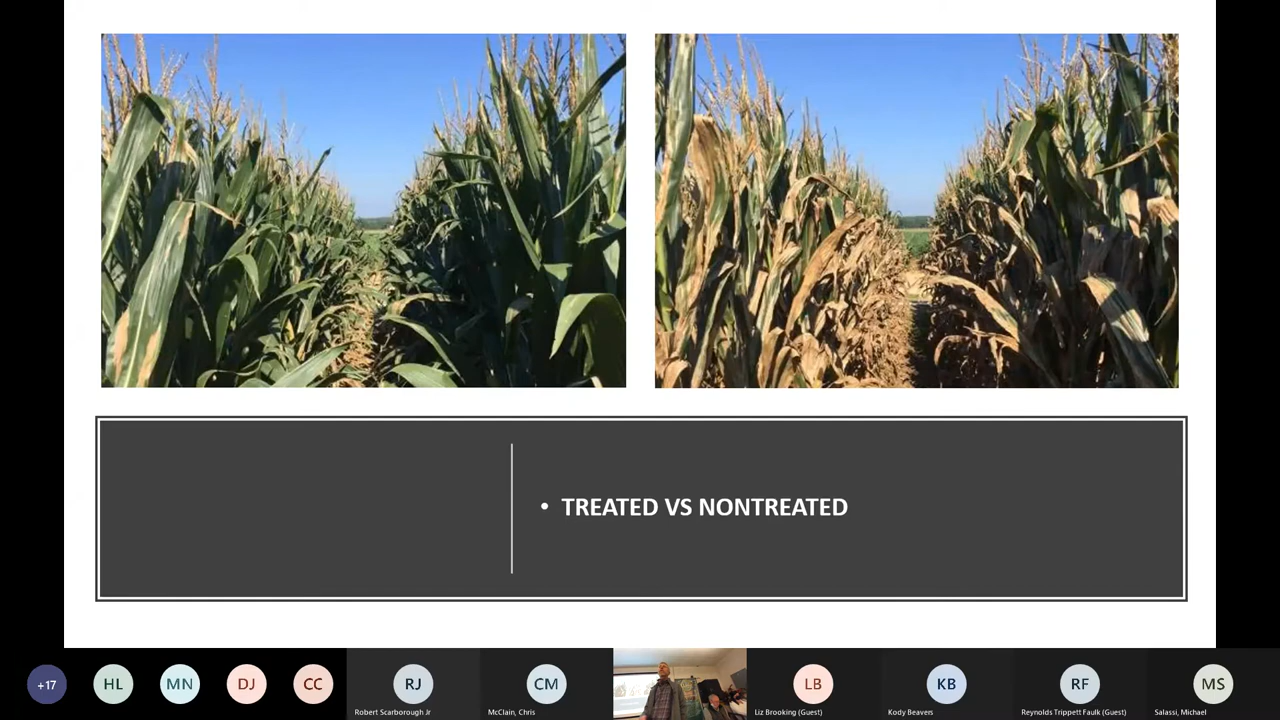 • TREATED VS NONTREATED
+17
HL
MN
DJ
CC
RJ
Robert Scarborough Jr
CM
McClain, Chris
LB
Liz Brooking (Guest)
KB
Kody Beavers
RF
Reynolds Trippett Faulk (Guest)
MS
Salassi, Michael